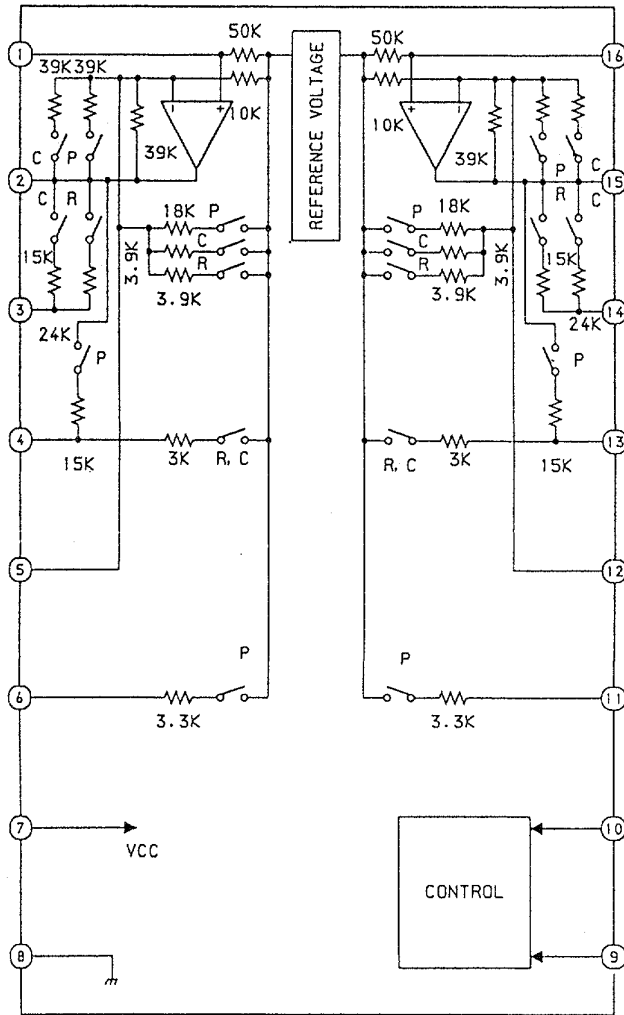 50K
50K
1
16
39K
39K
REFERENCE VOLTAGE
-
+
+
-
10K
10K
39K
39K
C
P
P
C
2
15
C
R
R
C
18K
P
P
18K
15K
3.9K
C
C
3.9K
15K
R
R
3.9K
3.9K
3
14
24K
24K
P
P
4
13
15K
3K
R, C
R, C
3K
15K
5
12
P
P
6
11
3.3K
3.3K
7
VCC
10
CONTROL
8
9